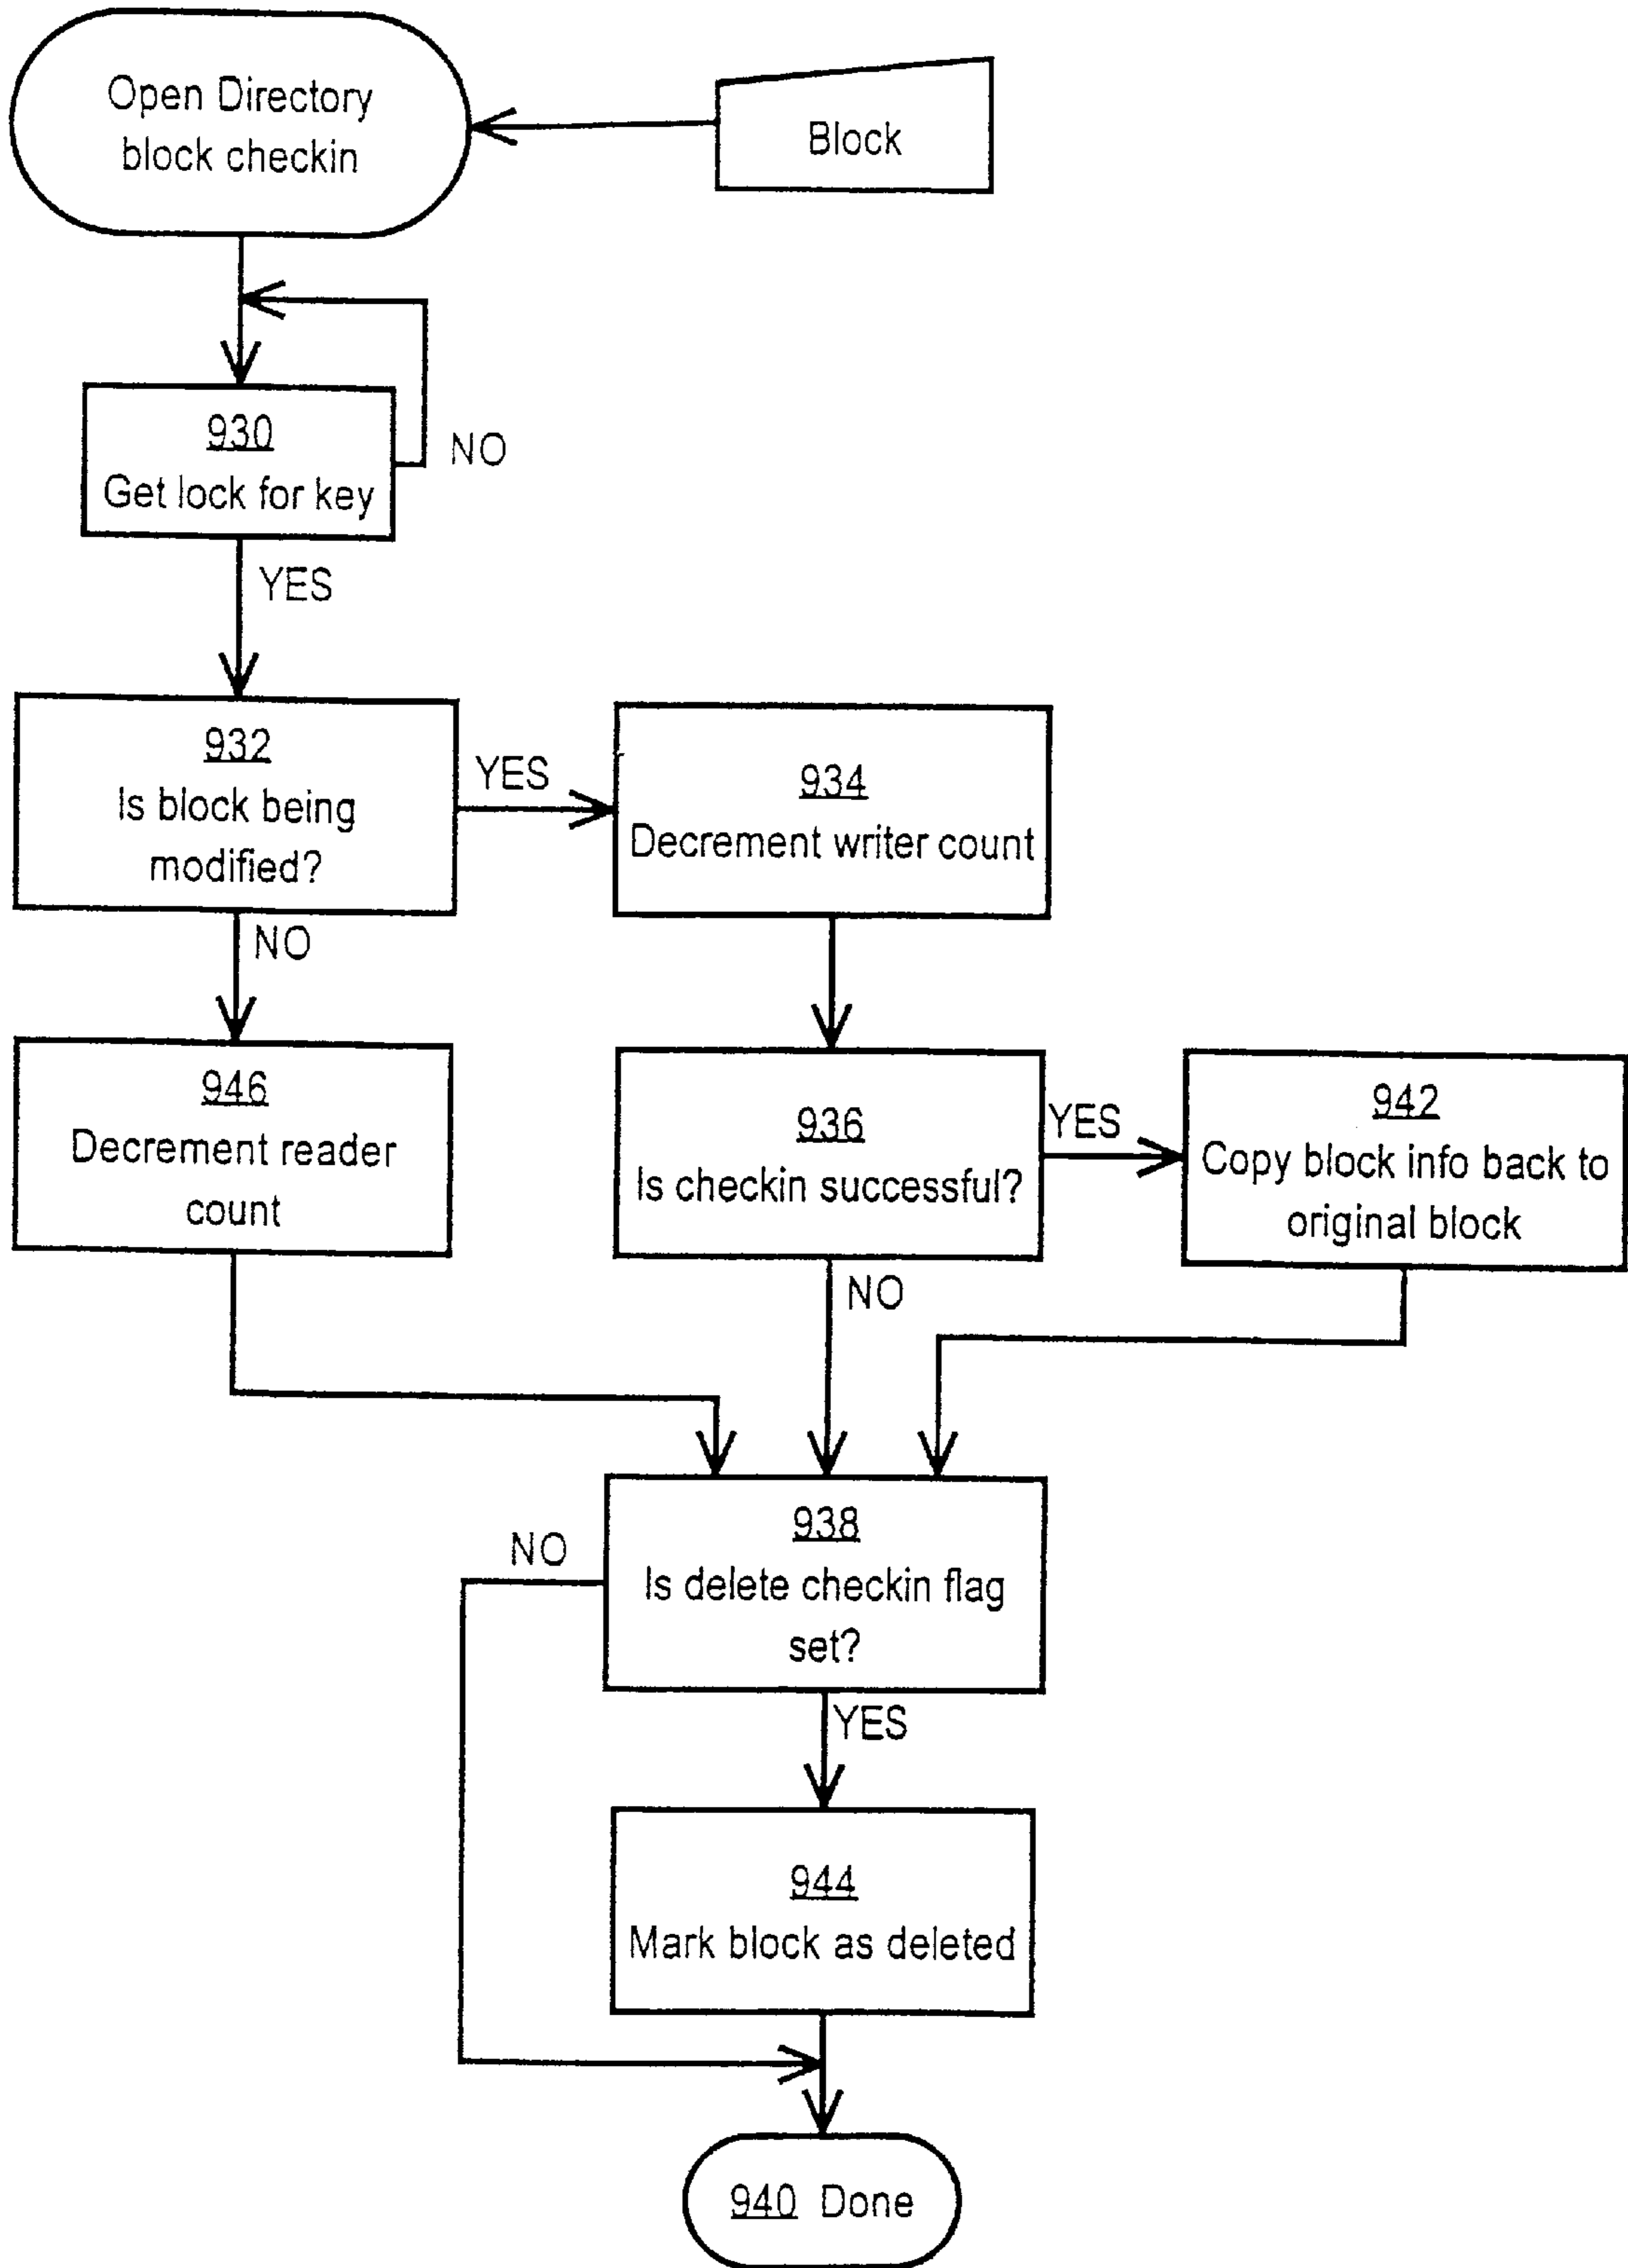 Open Directory
block checkin
Block
930
Get lock for key
NO
YES
932
Is block being
modified?
YES
934
Decrement writer count
NO
946
Decrement reader
count
936
Is checkin successful?
YES
942
Copy block info back to
original block
NO
938
Is delete checkin flag
set?
NO
YES
944
Mark block as deleted
940 Done